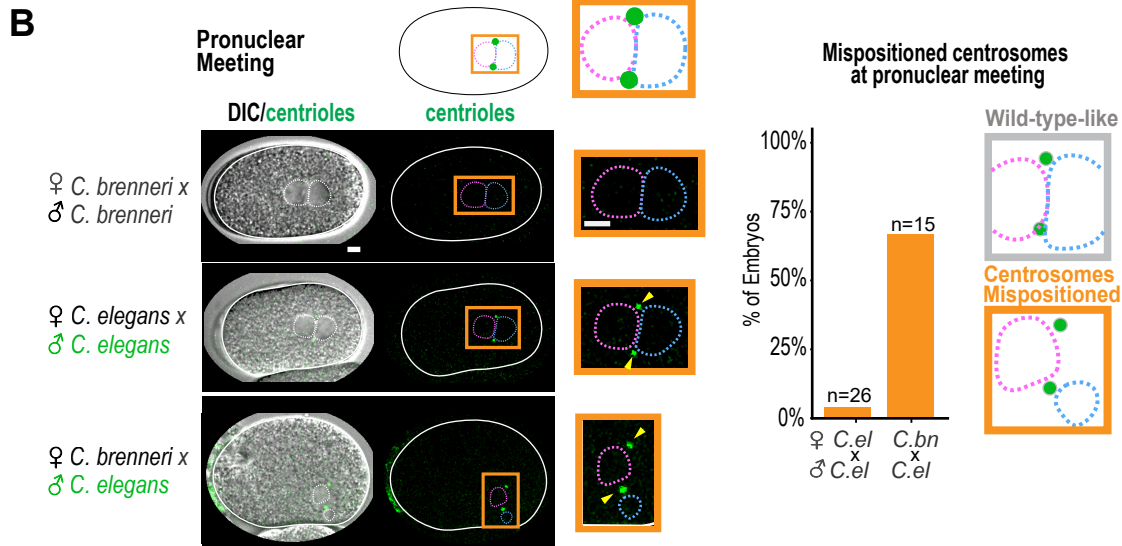 B
Pronuclear
Meeting
DIC/centrioles
centrioles
♀ C. brenneri x
♂ C. brenneri
♀ C. elegans x
♂ C. elegans
♀ C. brenneri x
♂ C. elegans
Mispositioned centrosomes
at pronuclear meeting
% of Embryos
100%
75%
50%
25%
0%
n=26
n=15
♀ C.el C.bn
x x
♂ C.el C.el
Wild-type-like
Centrosomes
Mispositioned